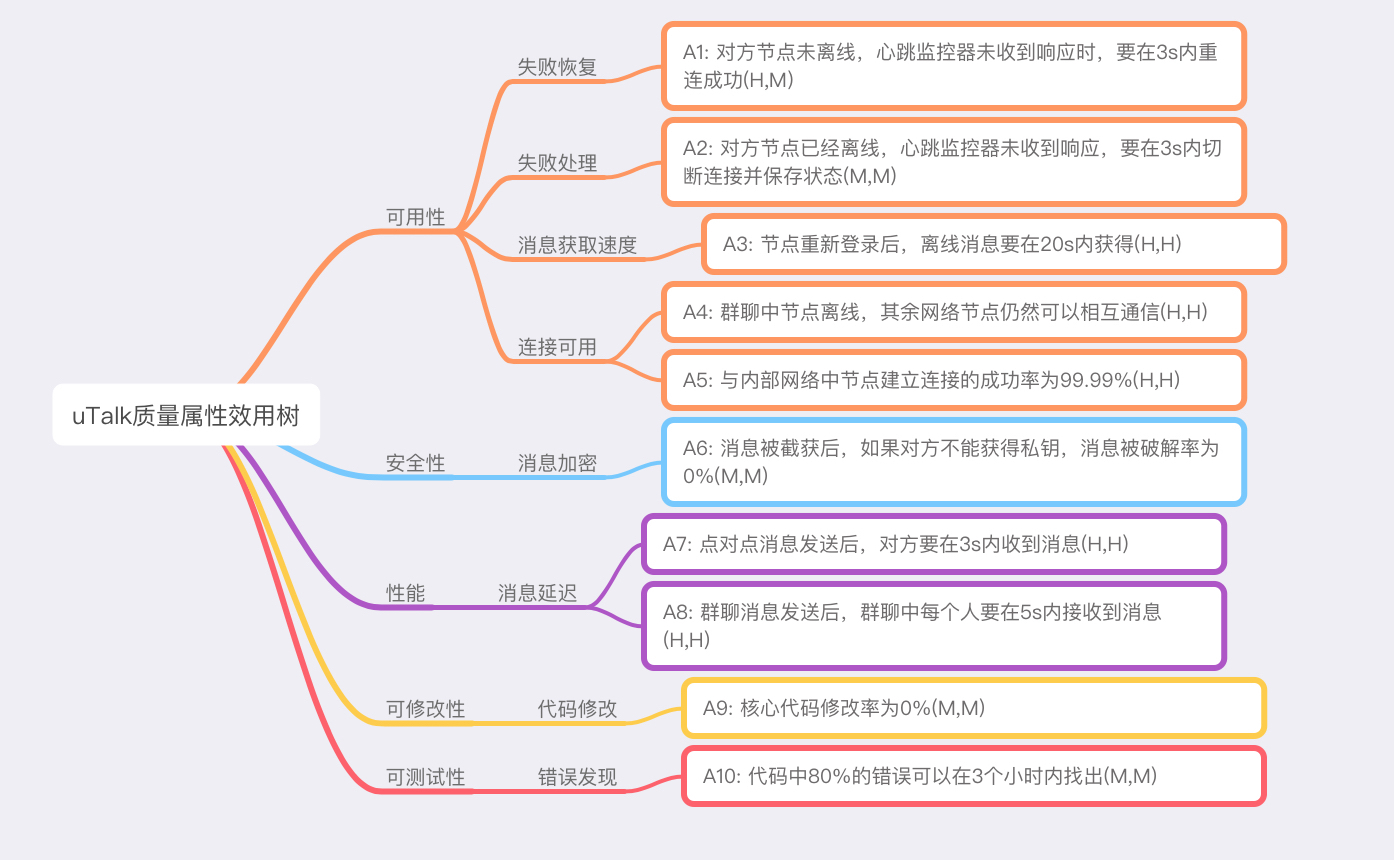 uTalk质量属性效用树
可用性
失败恢复
A1: 对方节点未离线，心跳监控器未收到响应时，要在3s内重
连成功(H,M)
失败处理
A2: 对方节点已经离线，心跳监控器未收到响应，要在3s内切
断连接并保存状态(M,M)
消息获取速度
A3: 节点重新登录后，离线消息要在20s内获得(H,H)
连接可用
A4: 群聊中节点离线，其余网络节点仍然可以相互通信(H,H)
A5: 与内部网络中节点建立连接的成功率为99.99%(H,H)
安全性
消息加密
A6: 消息被截获后，如果对方不能获得私钥，消息被破解率为
0%(M,M)
性能
消息延迟
A7: 点对点消息发送后，对方要在3s内收到消息(H,H)
A8: 群聊消息发送后，群聊中每个人要在5s内接收到消息
(H,H)
可修改性
代码修改
A9: 核心代码修改率为0%(M,M)
可测试性
错误发现
A10: 代码中80%的错误可以在3个小时内找出(M,M)